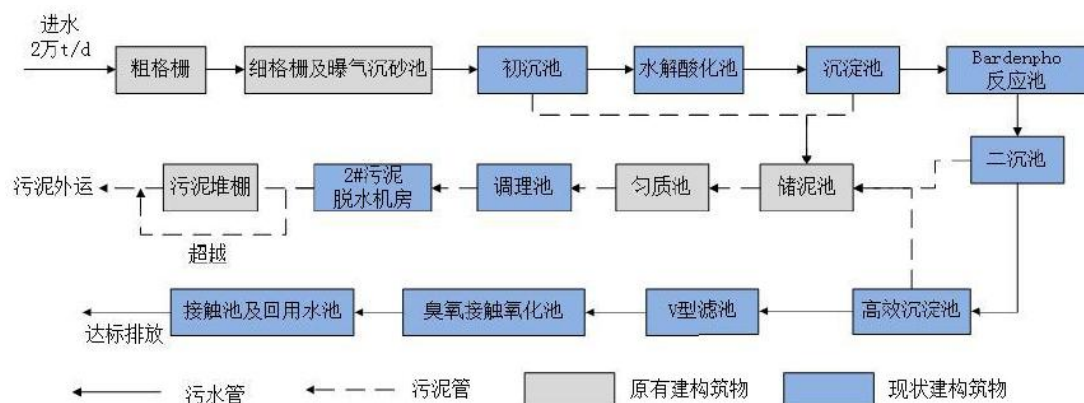 进水
2万t/d
粗格栅
细格栅及曝气沉砂池
初沉池
水解酸化池
沉淀池
Bardenpho
反应池
二沉池
污泥外运
污泥堆棚
2#污泥
脱水机房
调理池
匀质池
储泥池
超越
接触池及回用水池
臭氧接触氧化池
V型滤池
高效沉淀池
达标排放
污水管
污泥管
原有建构筑物
现状建构筑物